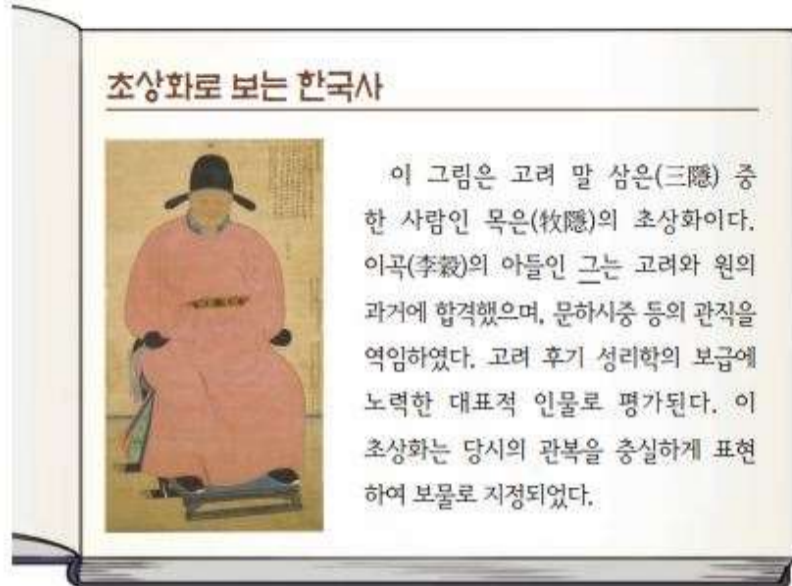 초상화로 보는 한국사
이 그림은 고려 말 삼은(三隱) 중
한 사람인 목은(牧隱)의 초상화이다.
이곡(李穀)의 아들인 그는 고려와 원의
과거에 합격했으며, 문하시중 등의 관직을
역임하였다. 고려 후기 성리학의 보급에
노력한 대표적 인물로 평가된다. 이
초상화는 당시의 관복을 충실하게 표현
하여 보물로 지정되었다.